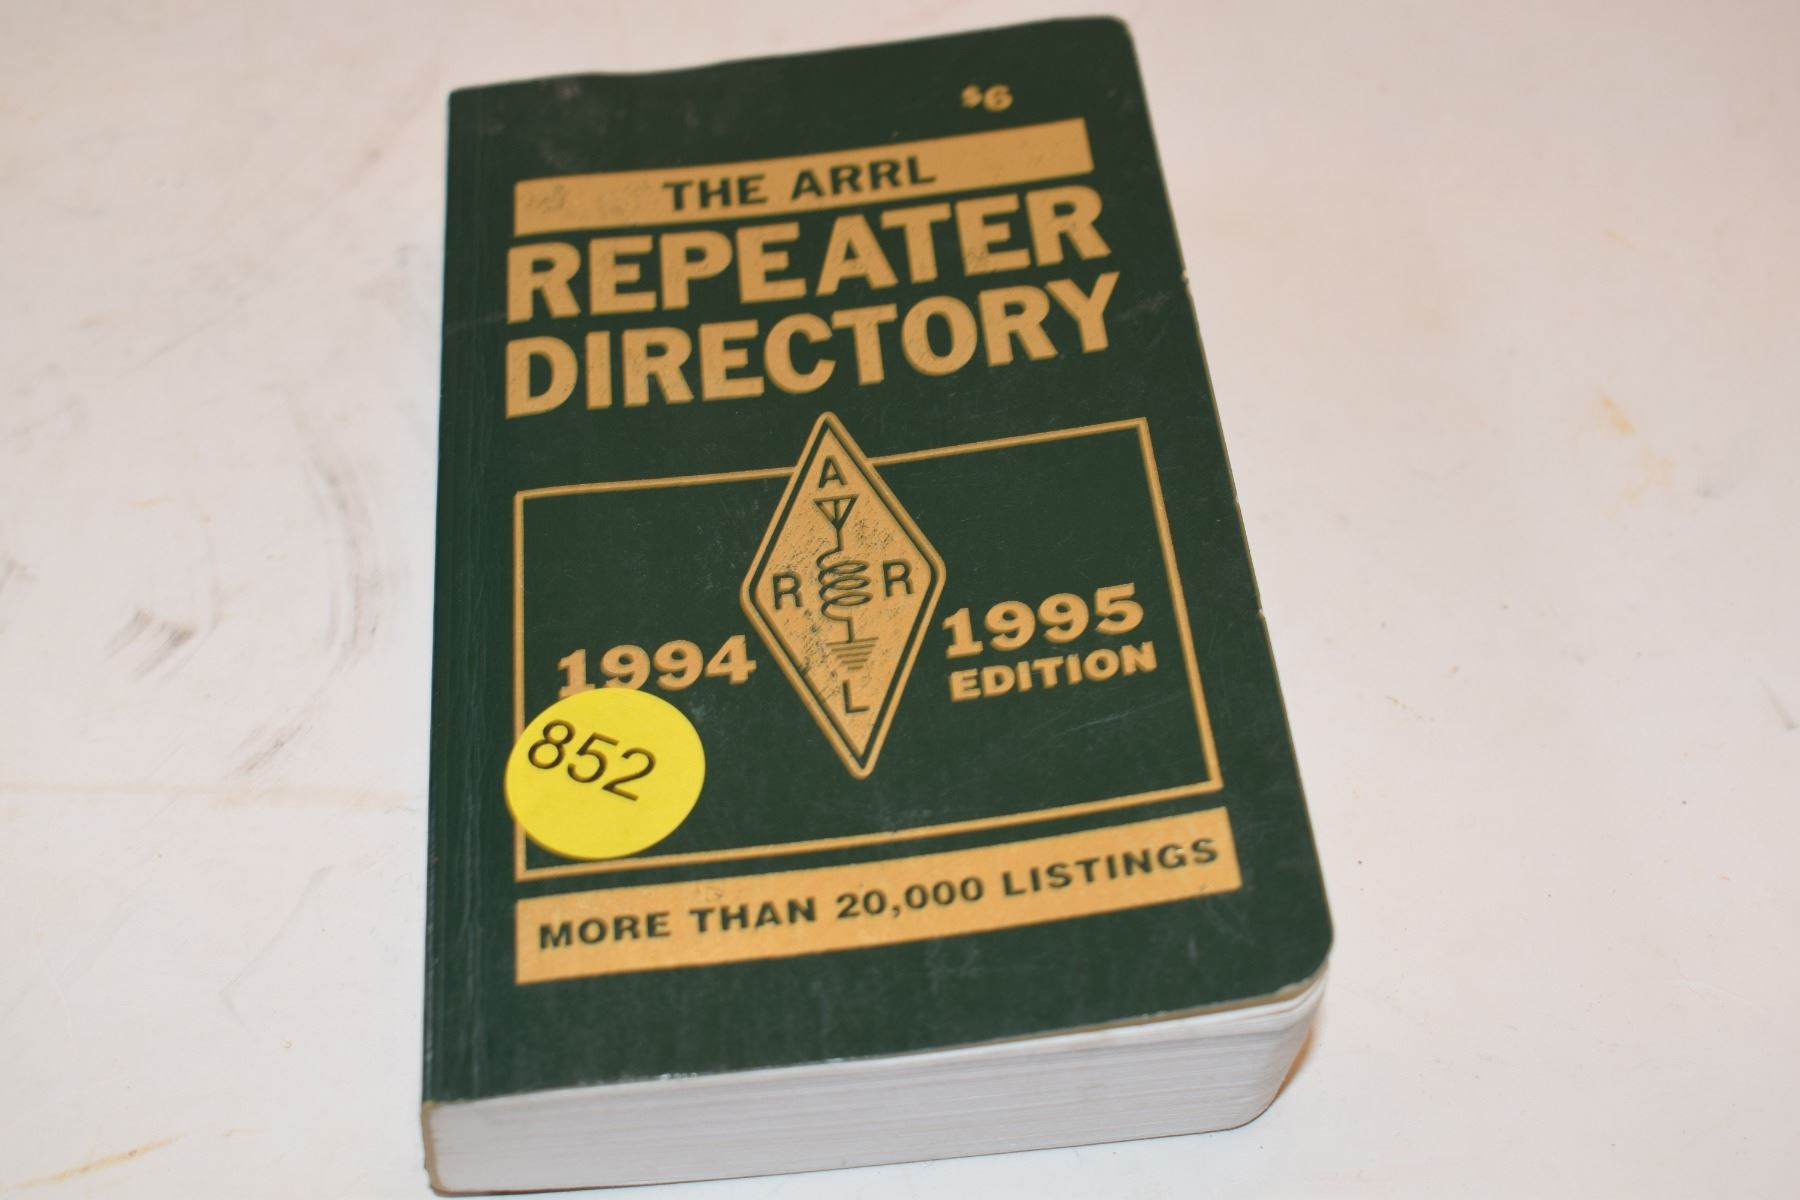 $6
THE ARRL
REPEATER
DIRECTORY
A
R R
L
1994
1995
EDITION
852
MORE THAN 20,000 LISTINGS